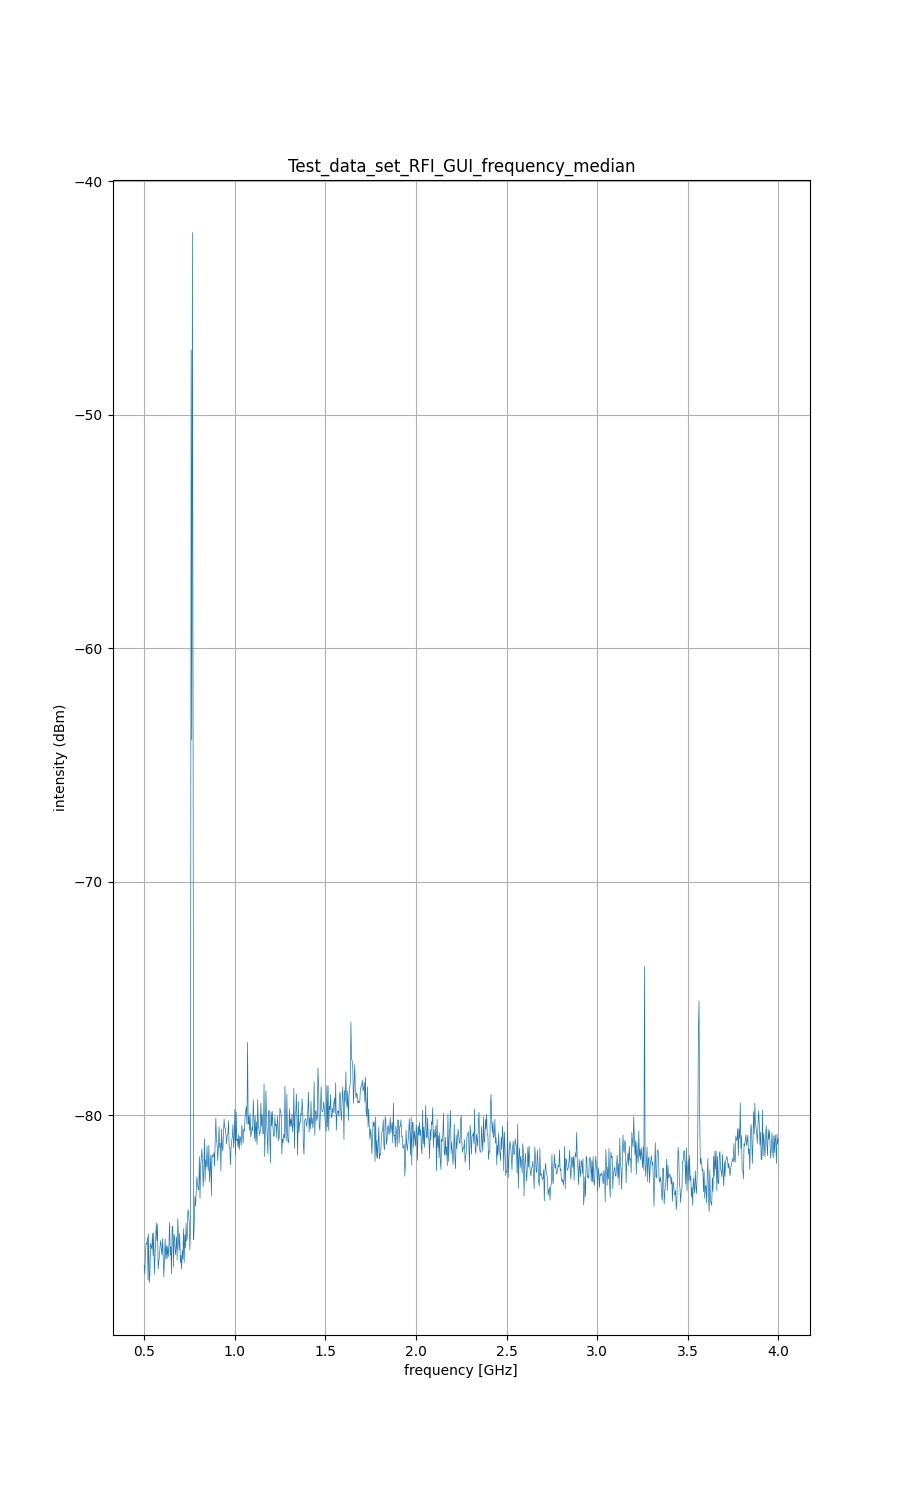 Test_data_set_RFI_GUI_frequency_median
−40
−50
−60
−70
−80
intensity (dBm)
0.5 1.0 1.5 2.0 2.5 3.0 3.5 4.0
frequency [GHz]